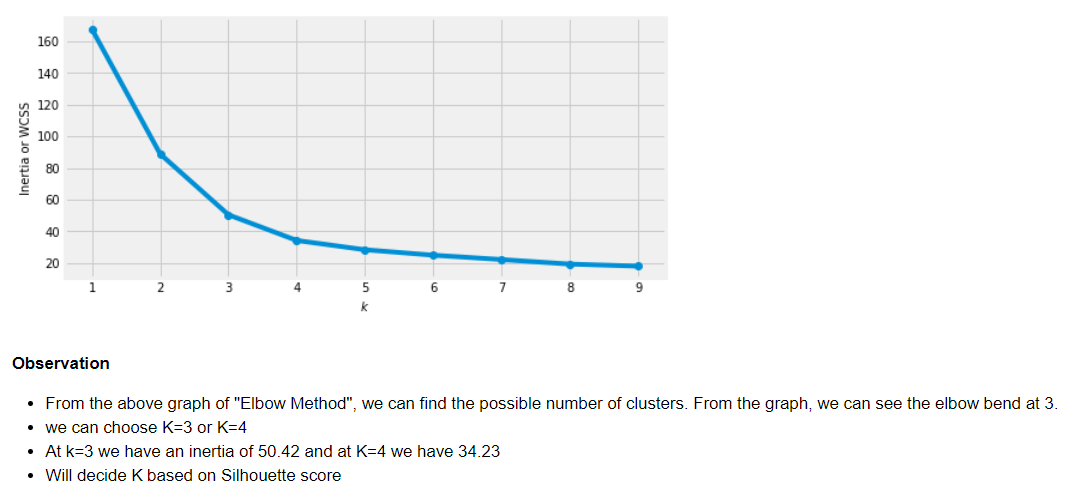 160
140
120
100
80
60
40
20
Inertia or WCSS
1 2 3 4 5 6 7 8 9
k
Observation
• From the above graph of "Elbow Method", we can find the possible number of clusters. From the graph, we can see the elbow bend at 3.
• we can choose K=3 or K=4
• At k=3 we have an inertia of 50.42 and at K=4 we have 34.23
• Will decide K based on Silhouette score